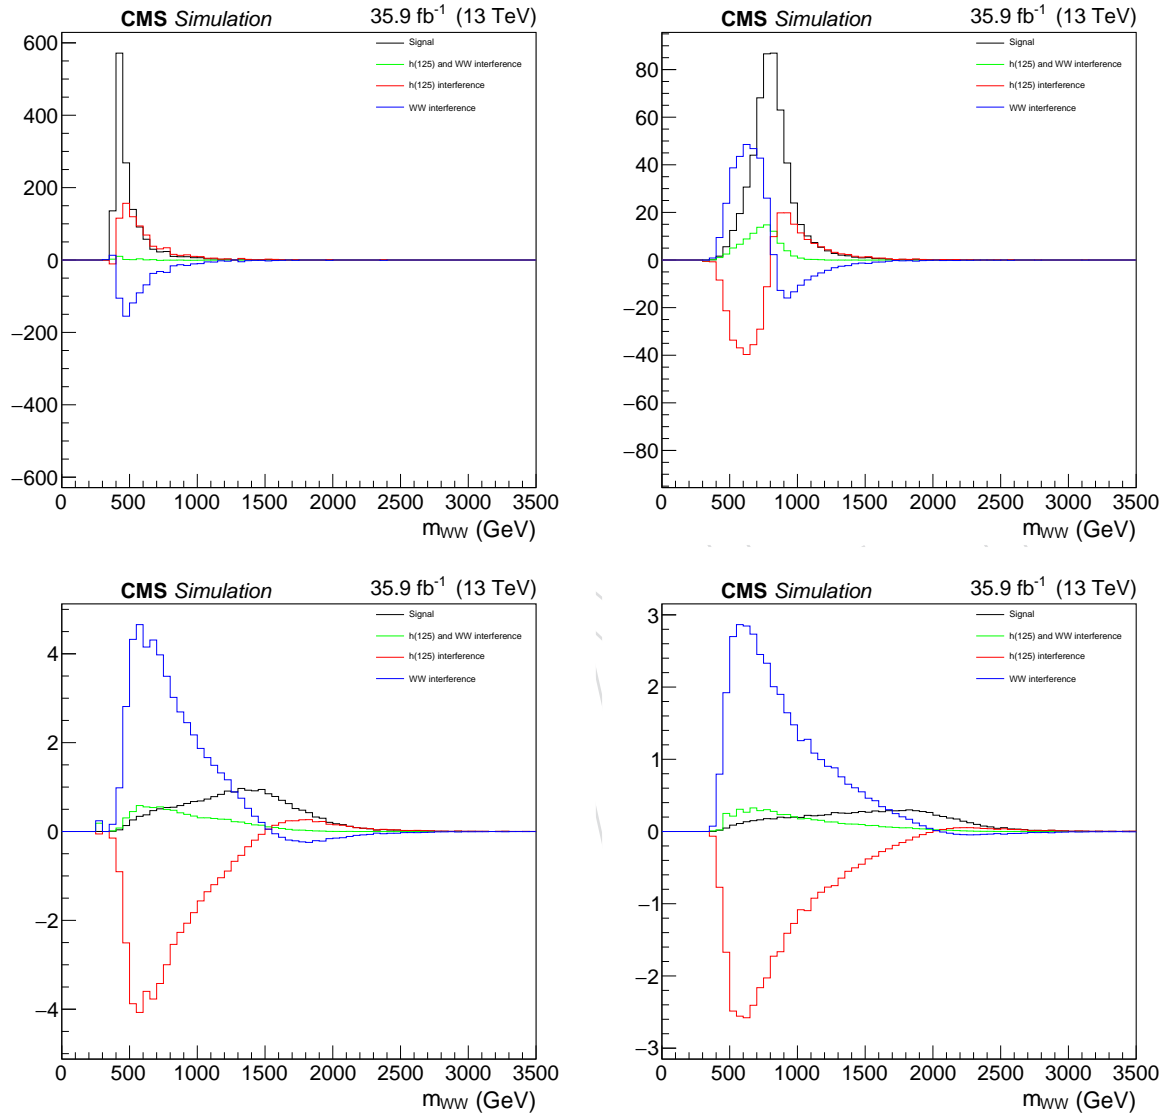 CMS Simulation 35.9 fb-1 (13 TeV)
Signal
h(125) and WW interference
h(125) interference
WW interference
600
400
200
0
−200
−400
−600
0 500 1000 1500 2000 2500 3000 3500
mWW (GeV)
CMS Simulation 35.9 fb-1 (13 TeV)
Signal
h(125) and WW interference
h(125) interference
WW interference
80
60
40
20
0
−20
−40
−60
−80
0 500 1000 1500 2000 2500 3000 3500
mWW (GeV)
CMS Simulation 35.9 fb-1 (13 TeV)
Signal
h(125) and WW interference
h(125) interference
WW interference
4
2
0
−2
−4
0 500 1000 1500 2000 2500 3000 3500
mWW (GeV)
CMS Simulation 35.9 fb-1 (13 TeV)
Signal
h(125) and WW interference
h(125) interference
WW interference
3
2
1
0
−1
−2
−3
0 500 1000 1500 2000 2500 3000 3500
mWW (GeV)